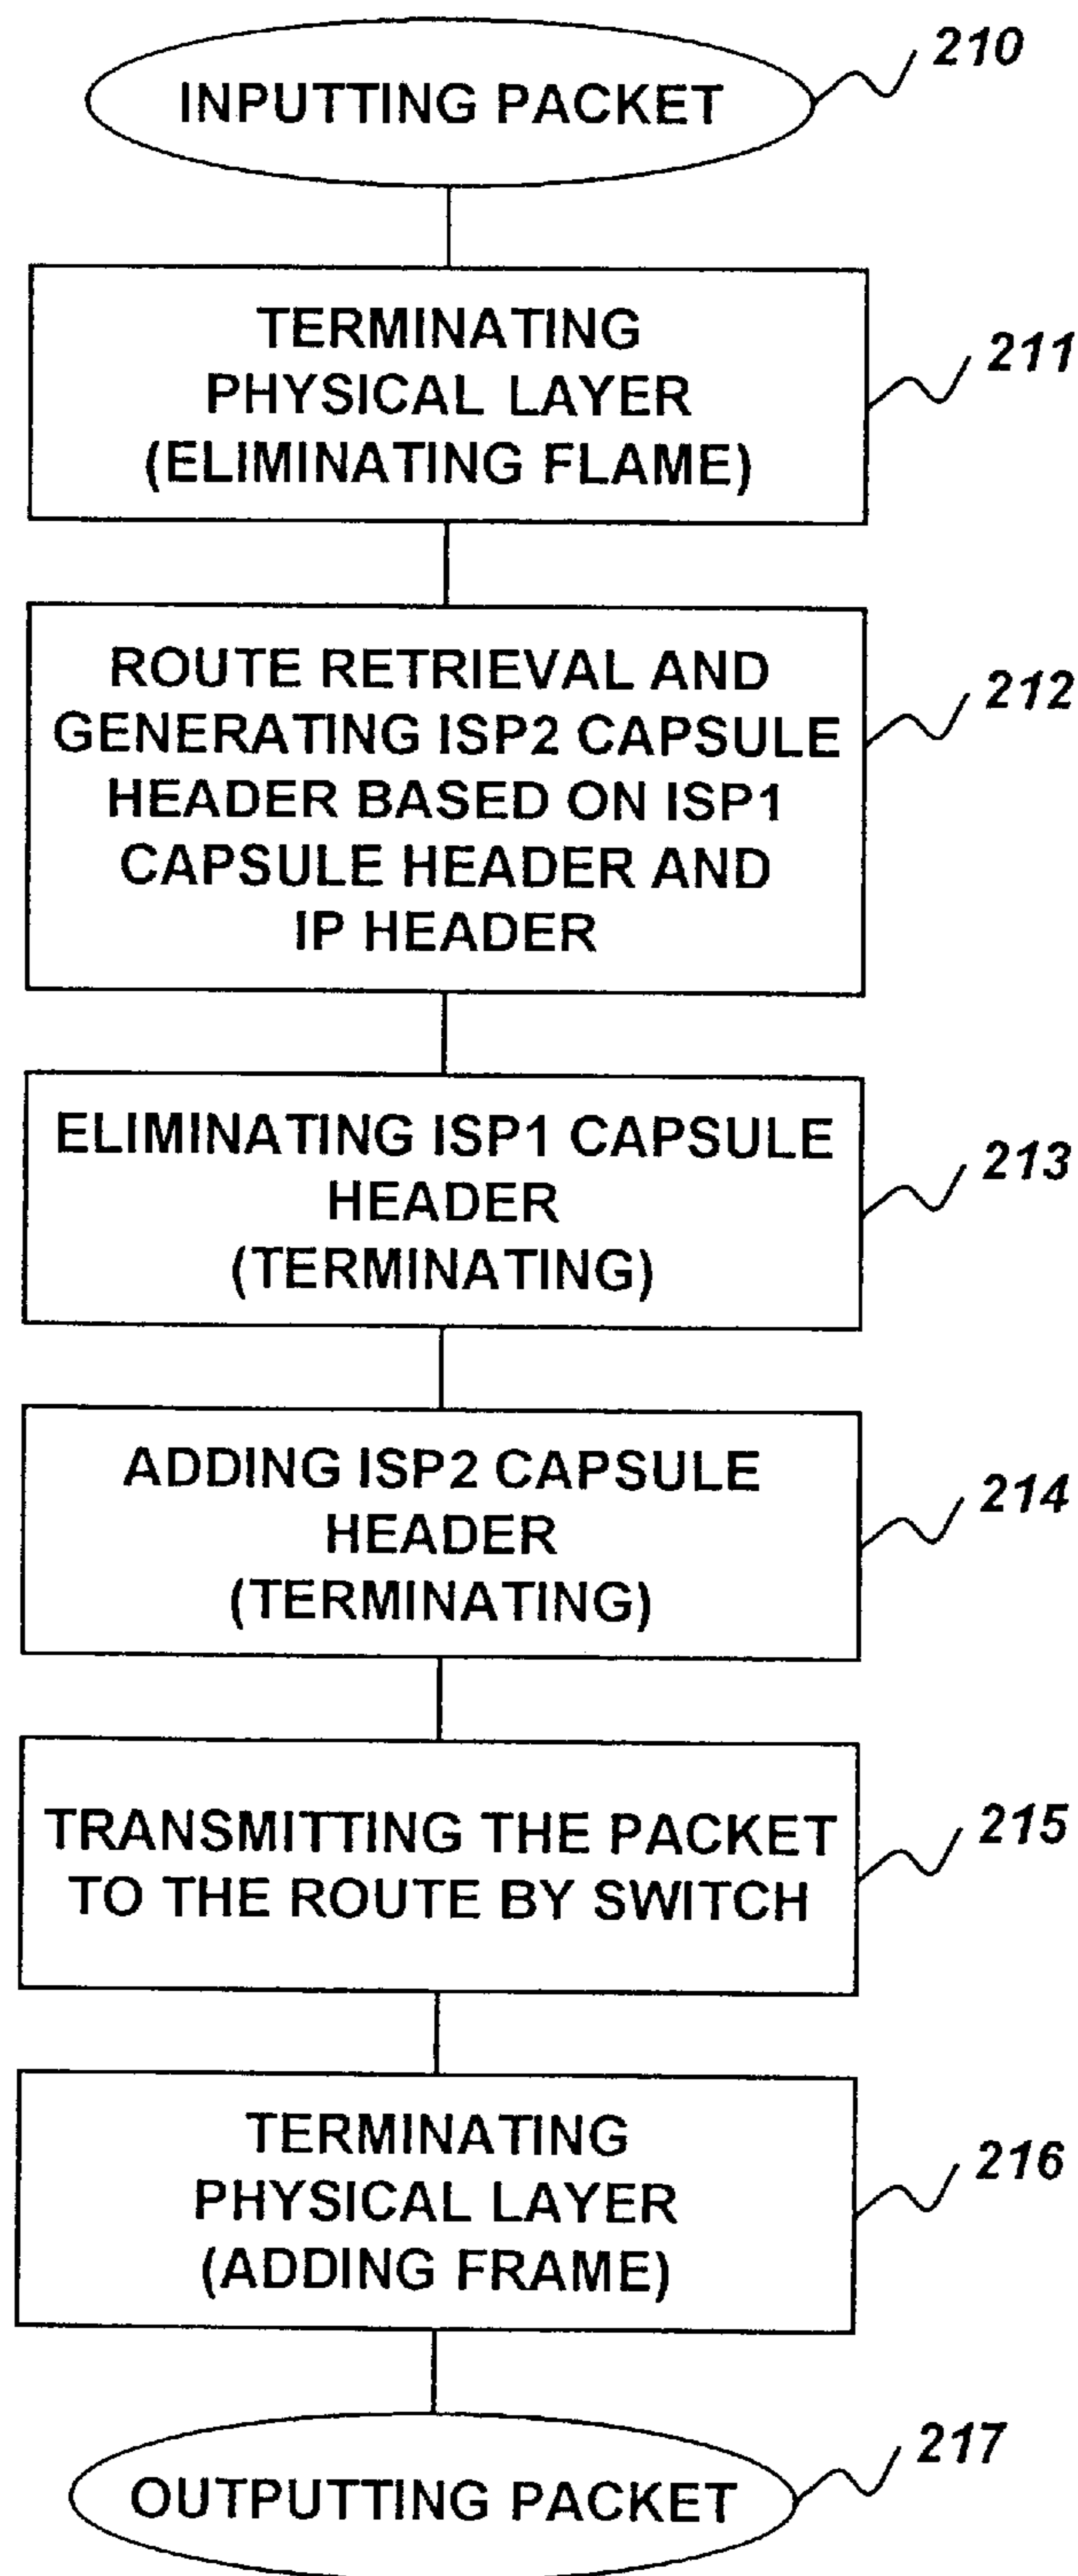 INPUTTING PACKET
210
TERMINATING
PHYSICAL LAYER
(ELIMINATING FLAME)
211
ROUTE RETRIEVAL AND
GENERATING ISP2 CAPSULE
HEADER BASED ON ISP1
CAPSULE HEADER AND
IP HEADER
212
ELIMINATING ISP1 CAPSULE
HEADER
(TERMINATING)
213
ADDING ISP2 CAPSULE
HEADER
(TERMINATING)
214
TRANSMITTING THE PACKET
TO THE ROUTE BY SWITCH
215
TERMINATING
PHYSICAL LAYER
(ADDING FRAME)
216
OUTPUTTING PACKET
217